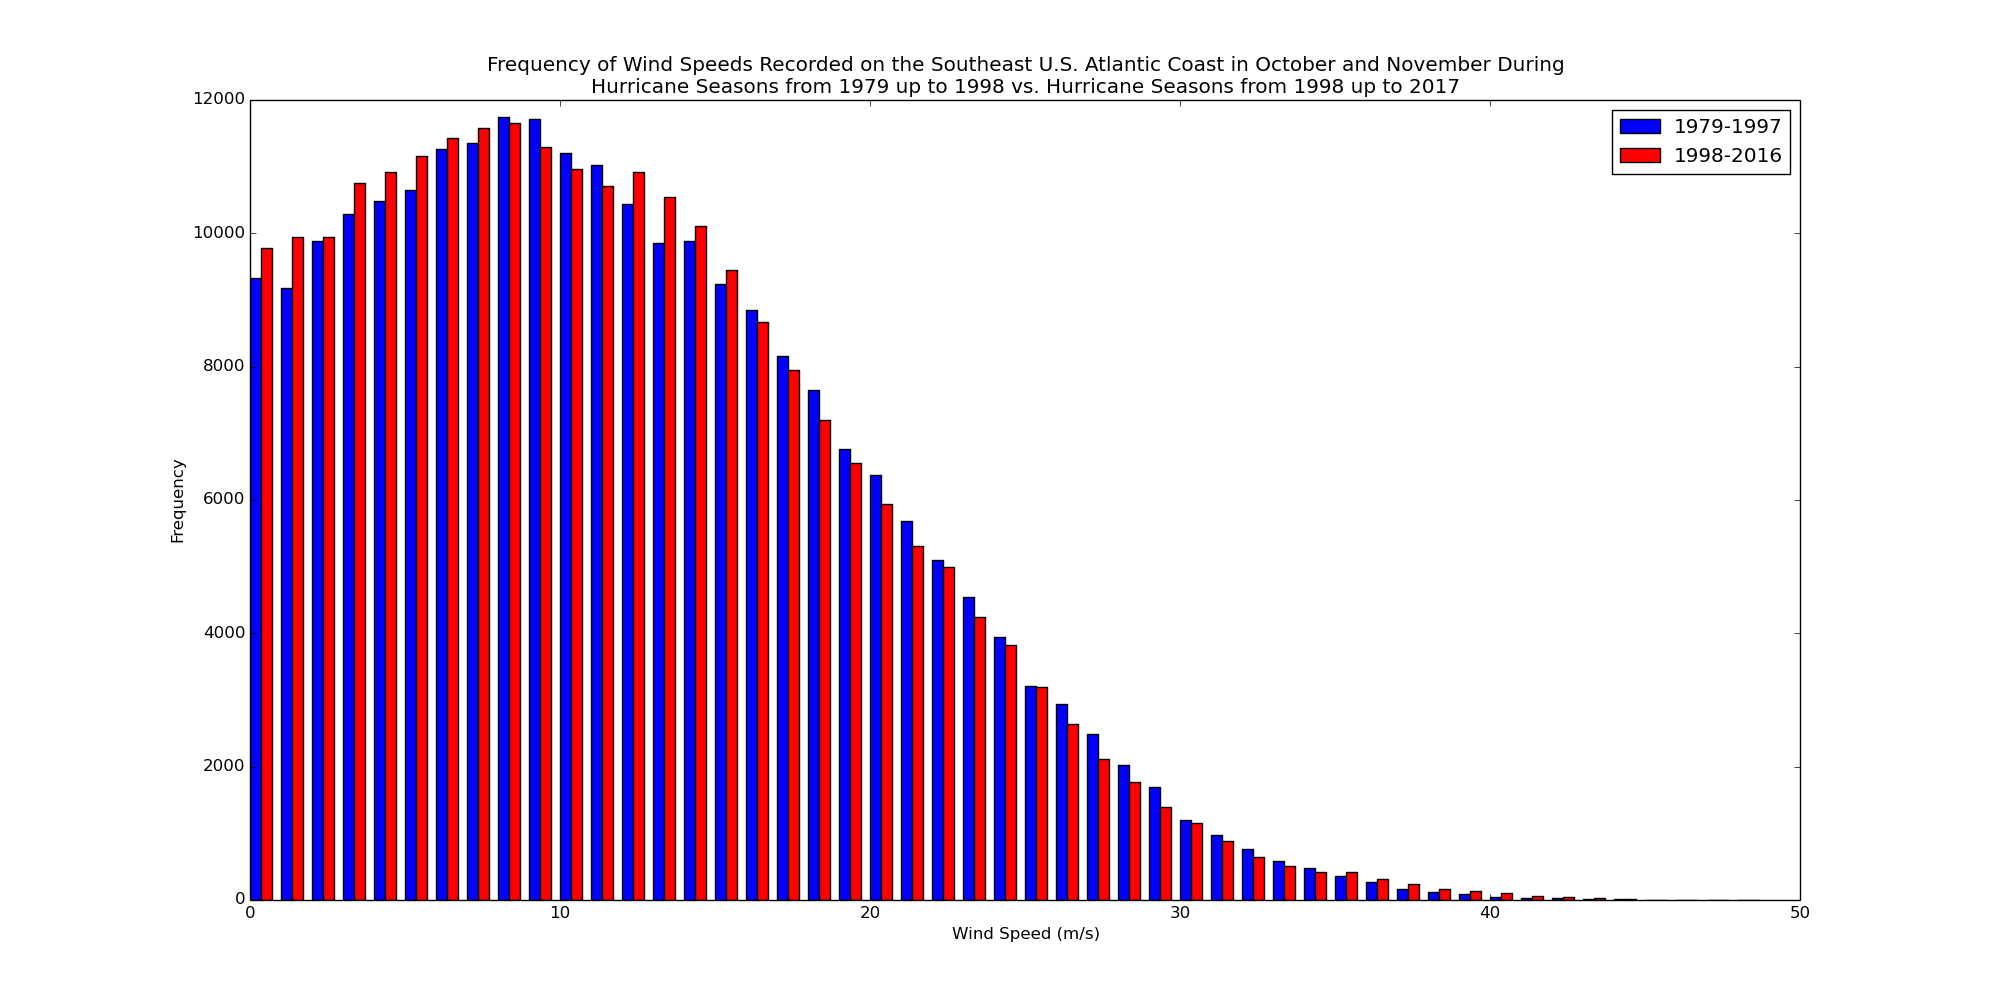 Frequency of Wind Speeds Recorded on the Southeast U.S. Atlantic Coast in October and November During
Hurricane Seasons from 1979 up to 1998 vs. Hurricane Seasons from 1998 up to 2017
12000
10000
8000
6000
4000
2000
0
Frequency
1979-1997
1998-2016
0 10 20 30 40 50
Wind Speed (m/s)